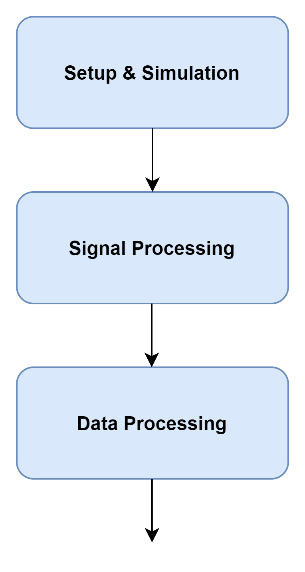 Setup & Simulation
Signal Processing
Data Processing